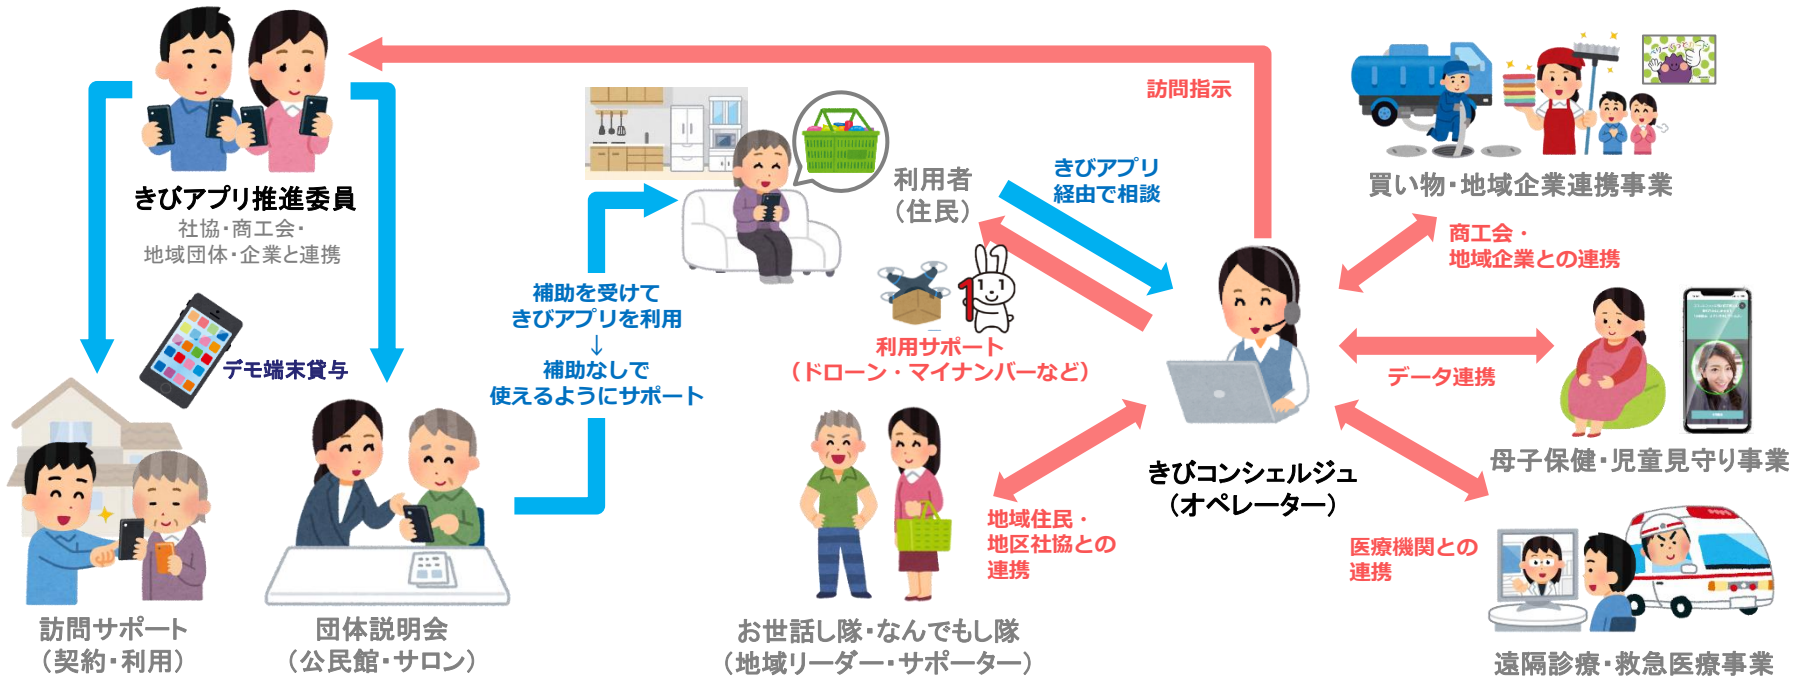 きびアプリ推進委員
社協・商工会・
地域団体・企業と連携
デモ端末貸与
訪問サポート
（契約・利用）
団体説明会
（公民館・サロン）
補助を受けて
きびアプリを利用
↓
補助なしで
使えるようにサポート
利用者
（住民）
きびアプリ
経由で相談
訪問指示
1
利用サポート
（ドローン・マイナンバーなど）
お世話し隊・なんでもし隊
（地域リーダー・サポーター）
きびコンシェルジュ
（オペレーター）
地域住民・
地区社協との
連携
買い物・地域企業連携事業
商工会・
地域企業との連携
データ連携
母子保健・児童見守り事業
医療機関との
連携
遠隔診療・救急医療事業